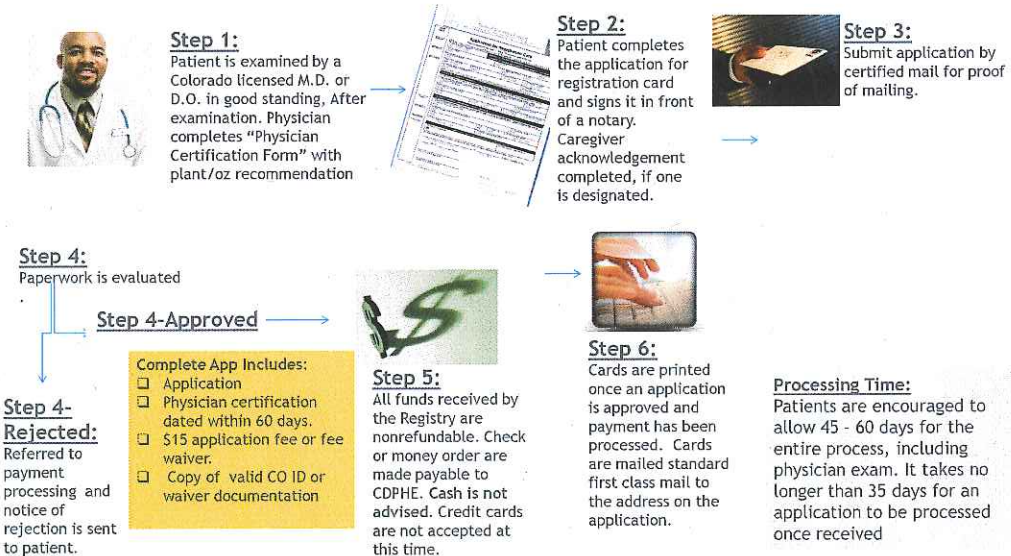 Step 1:
Patient is examined by a
Colorado licensed M.D. or
D.O. in good standing, After
examination. Physician
completes “Physician
Certification Form” with
plant/oz recommendation
Step 2:
Patient completes
the application for
registration card
and signs it in front
of a notary.
Caregiver
acknowledgement
completed, if one
is designated.
Step 3:
Submit application by
certified mail for proof
of mailing.
Step 4:
Paperwork is evaluated
.
Step 4-Approved
Step 4-
Rejected:
Referred to
payment
processing and
notice of
rejection is sent
to patient.
Complete App Includes:
❑ Application
❑ Physician certification
dated within 60 days.
❑ $15 application fee or fee
waiver.
❑ Copy of valid CO ID or
waiver documentation
Step 5:
All funds received by
the Registry are
nonrefundable. Check
or money order are
made payable to
CDPHE. Cash is not
advised. Credit cards
are not accepted at
this time.
Step 6:
Cards are printed
once an application
is approved and
payment has been
processed. Cards
are mailed standard
first class mail to
the address on the
application.
Processing Time:
Patients are encouraged to
allow 45 - 60 days for the
entire process, including
physician exam. It takes no
longer than 35 days for an
application to be processed
once received